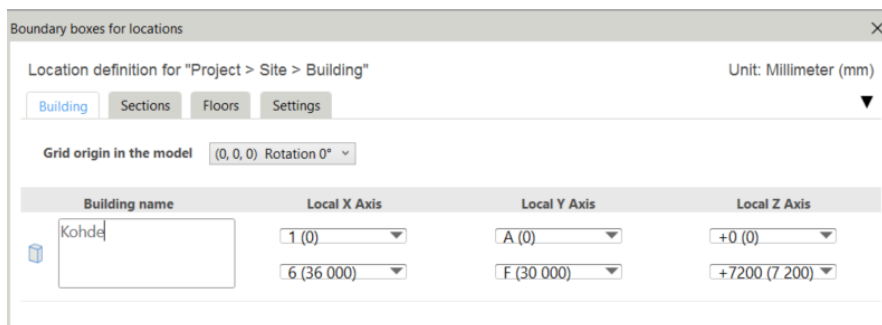 Boundary boxes for locations
Location definition for "Project > Site > Building" Unit: Millimeter (mm)
Building Sections Floors Settings
Grid origin in the model (0, 0, 0) Rotation 0°
Building name Local X Axis Local Y Axis Local Z Axis
Kohde 1 (0) A (0) +0 (0)
6 (36 000) F (30 000) +7200 (7 200)